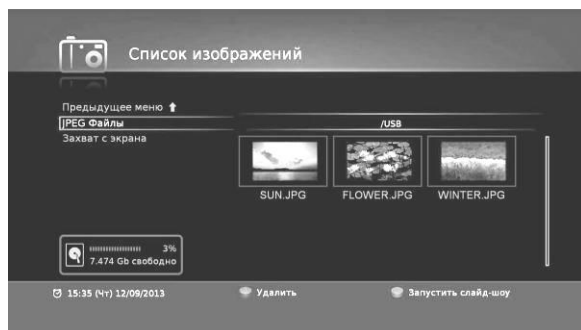 Список изображений
Предыдущее меню
JPEG Файлы
/USB
Захват с экрана
SUN.JPG FLOWER.JPG WINTER.JPG
3%
7.474 Gb свободно
15:35 (Чт) 12/09/2013 Удалить Запустить слайд-шоу